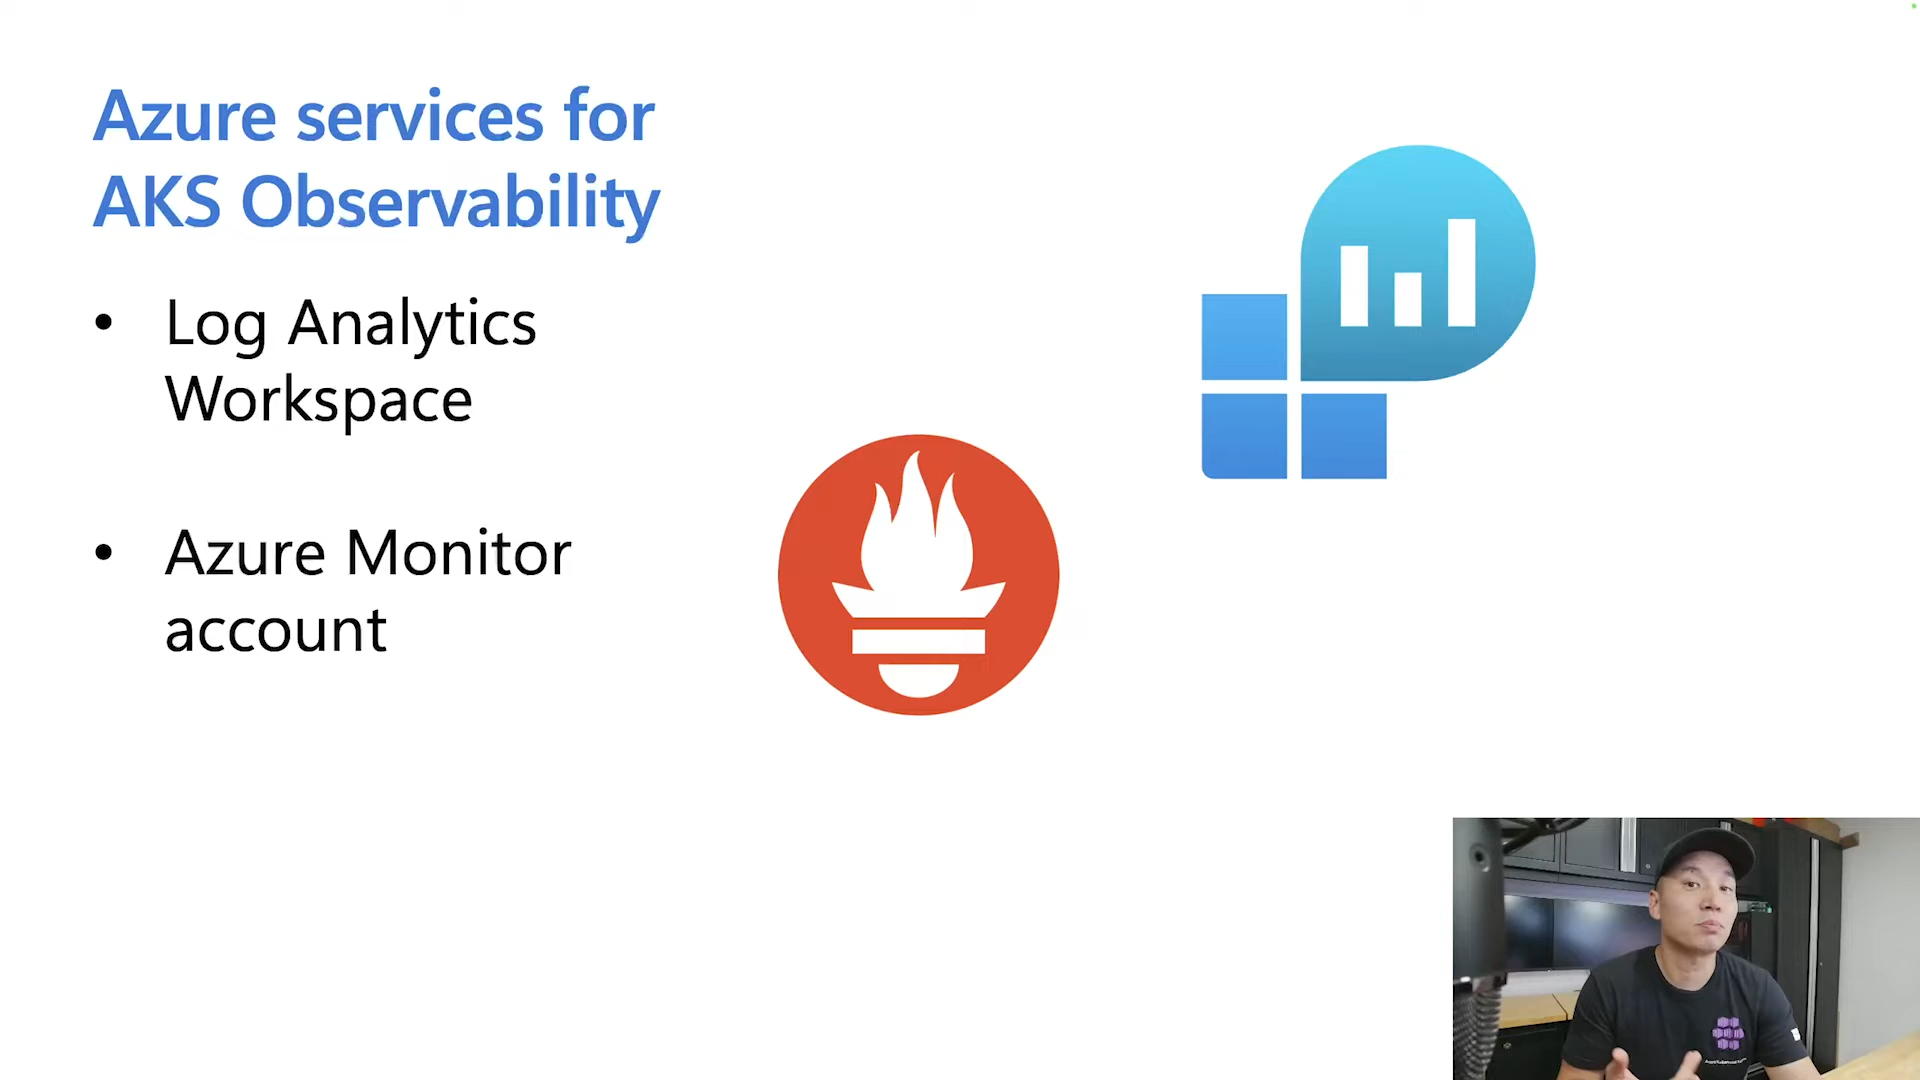 Azure services for
AKS Observability
• Log Analytics
Workspace
• Azure Monitor
account